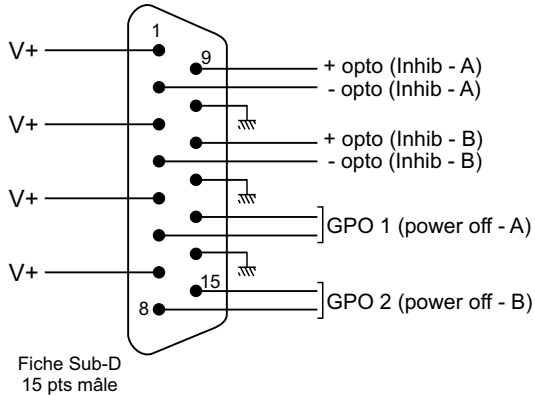 1
V+
9
+ opto (Inhib - A)
- opto (Inhib - A)
V+
+ opto (Inhib - B)
- opto (Inhib - B)
V+
GPO 1 (power off - A)
V+
15
GPO 2 (power off - B)
8
Fiche Sub-D
15 pts mâle